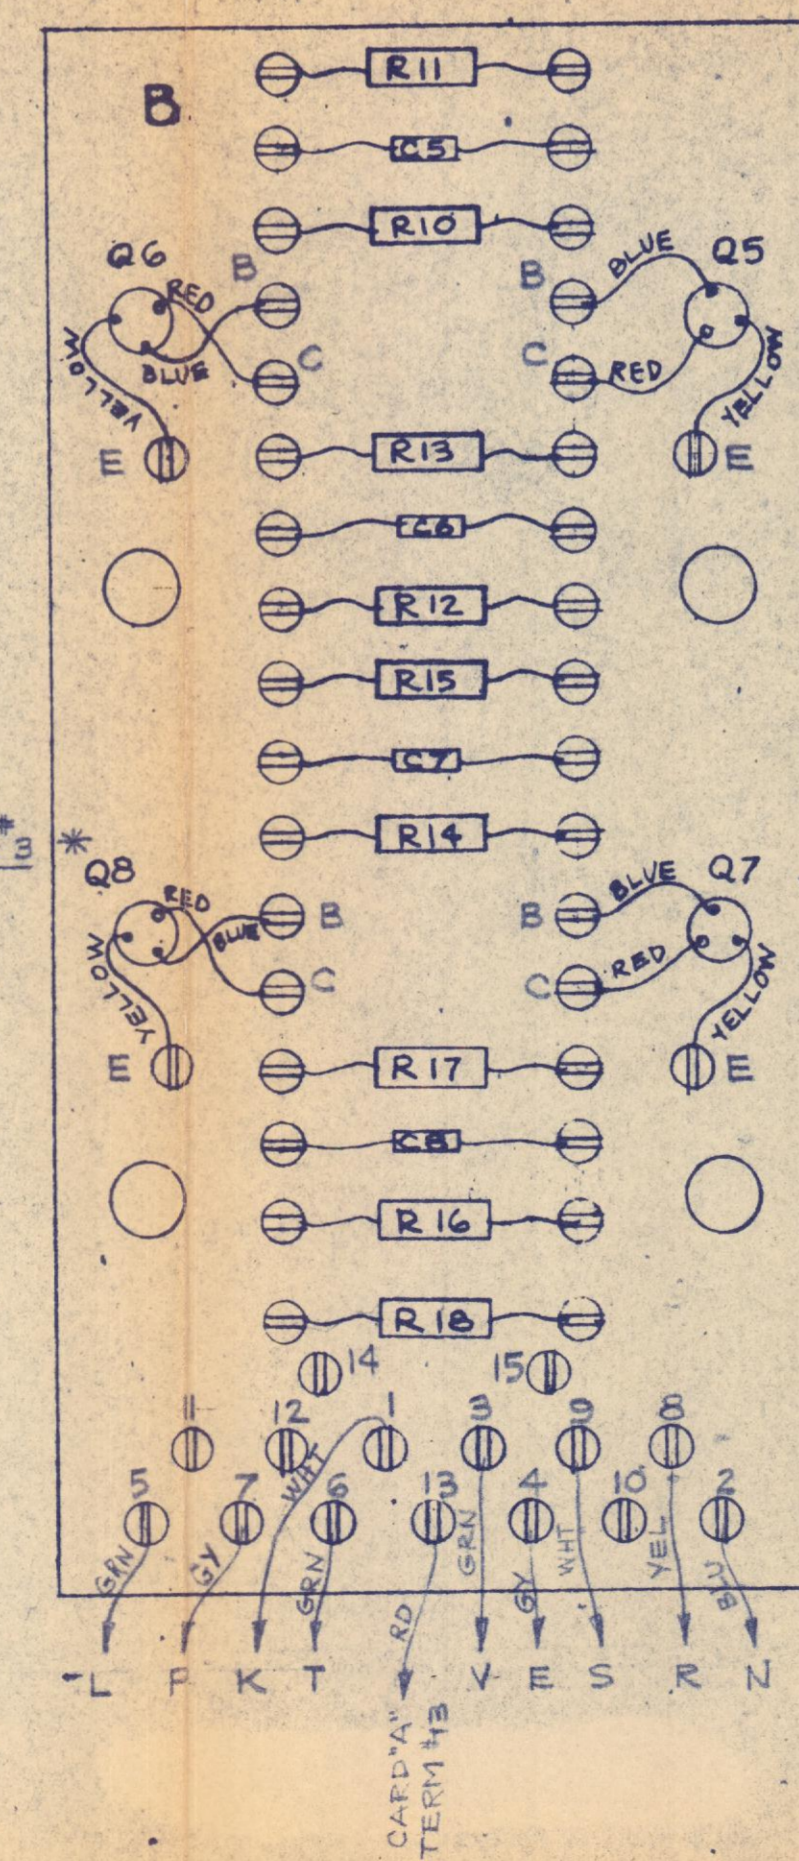 B
R11
C5
R10
Q6
B
RED
BLUE
C
YELLOW
E
B
BLUE
Q5
C
RED
YELLOW
E
R13
C6
R12
R15
C7
R14
*
Q8
RED
BLUE
B
YELLOW
C
E
BLUE
Q7
B
RED
C
YELLOW
E
R17
C8
R16
R18
14 15
11 12 1 3 9 8
5 7 6 13 4 10 2
GRN GY WHT GRN RD GRN GY WHT YEL BLU
L P K T V E S R N
CARD "A"
TERM #13